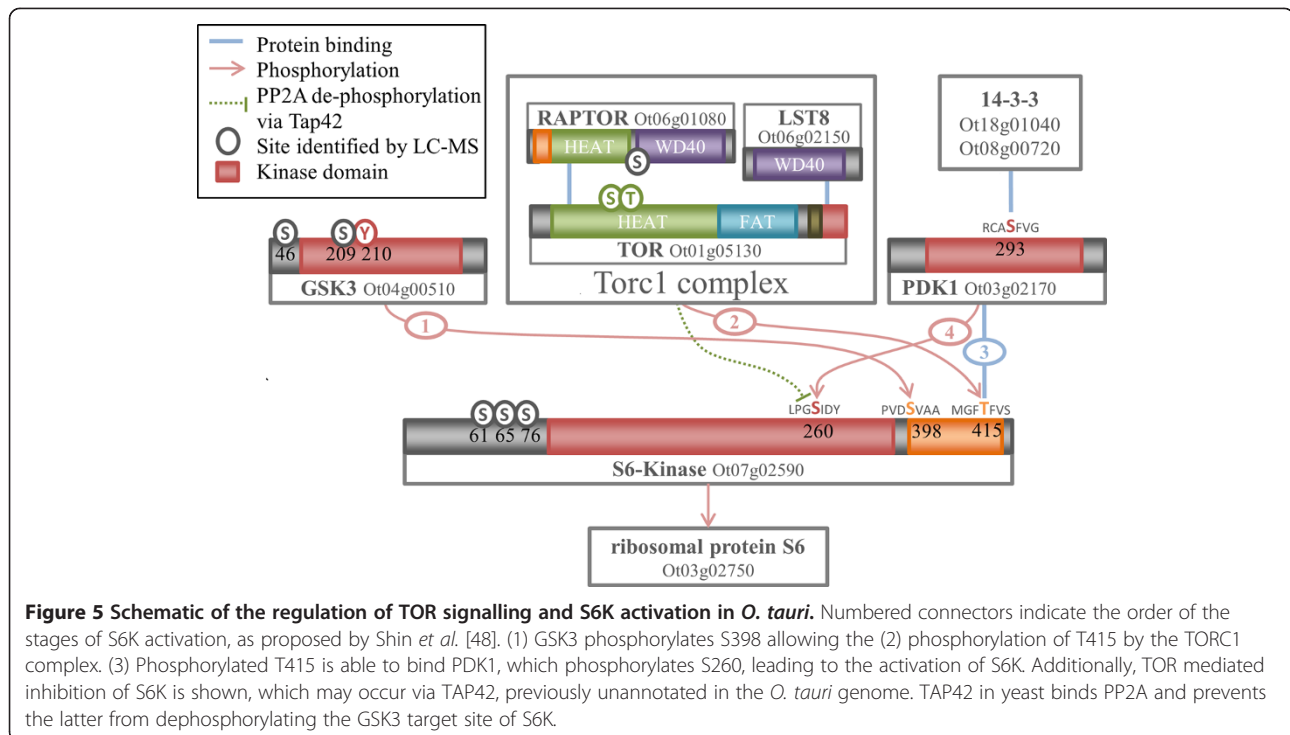 Protein binding
Phosphorylation
PP2A de-phosphorylation
via Tap42
S Site identified by LC-MS
Kinase domain
RAPTOR Ot06g01080
HEAT WD40
S
LST8
Ot06g02150
WD40
S T
HEAT FAT
TOR Ot01g05130
Torc1 complex
14-3-3
Ot18g01040
Ot08g00720
S S Y
46 209 210
GSK3 Ot04g00510
RCASFVG
293
PDK1 Ot03g02170
1 2 4
3
S S S
61 65 76
LPGSIDY PVDSVAA MGFTFVS
260 398 415
S6-Kinase Ot07g02590
ribosomal protein S6
Ot03g02750
Figure 5 Schematic of the regulation of TOR signalling and S6K activation in O. tauri. Numbered connectors indicate the order of the
stages of S6K activation, as proposed by Shin et al. [48]. (1) GSK3 phosphorylates S398 allowing the (2) phosphorylation of T415 by the TORC1
complex. (3) Phosphorylated T415 is able to bind PDK1, which phosphorylates S260, leading to the activation of S6K. Additionally, TOR mediated
inhibition of S6K is shown, which may occur via TAP42, previously unannotated in the O. tauri genome. TAP42 in yeast binds PP2A and prevents
the latter from dephosphorylating the GSK3 target site of S6K.